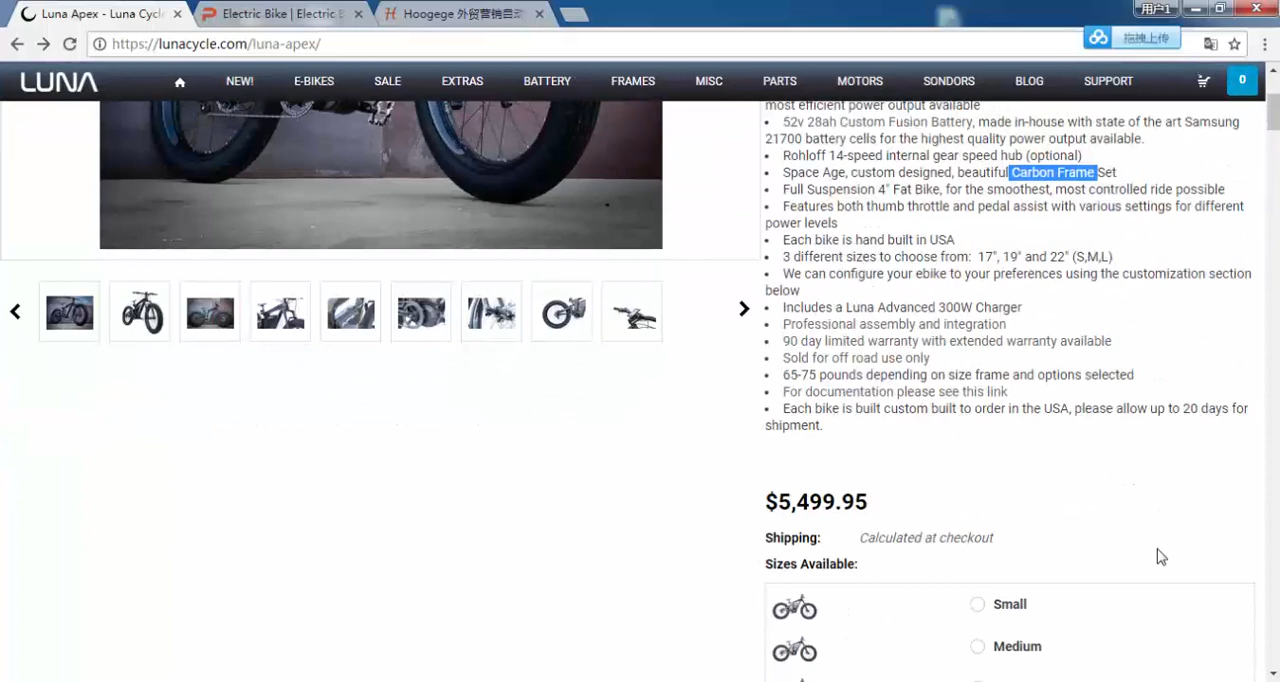 Luna Apex - Luna Cycl
Electric Bike | Electric B
Hoogege 外贸营销自动
用户1
https://lunacycle.com/luna-apex/
拖拽上传
LUNA
NEW!
E-BIKES
SALE
EXTRAS
BATTERY
FRAMES
MISC
PARTS
MOTORS
SONDORS
BLOG
SUPPORT
0
most efficient power output available
• 52v 28ah Custom Fusion Battery, made in-house with state of the art Samsung
21700 battery cells for the highest quality power output available.
• Rohloff 14-speed internal gear speed hub (optional)
• Space Age, custom designed, beautiful Carbon Frame Set
• Full Suspension 4" Fat Bike, for the smoothest, most controlled ride possible
• Features both thumb throttle and pedal assist with various settings for different
power levels
• Each bike is hand built in USA
• 3 different sizes to choose from: 17", 19" and 22" (S,M,L)
• We can configure your ebike to your preferences using the customization section
below
• Includes a Luna Advanced 300W Charger
• Professional assembly and integration
• 90 day limited warranty with extended warranty available
• Sold for off road use only
• 65-75 pounds depending on size frame and options selected
• For documentation please see this link
• Each bike is built custom built to order in the USA, please allow up to 20 days for
shipment.
$5,499.95
Shipping: Calculated at checkout
Sizes Available:
Small
Medium